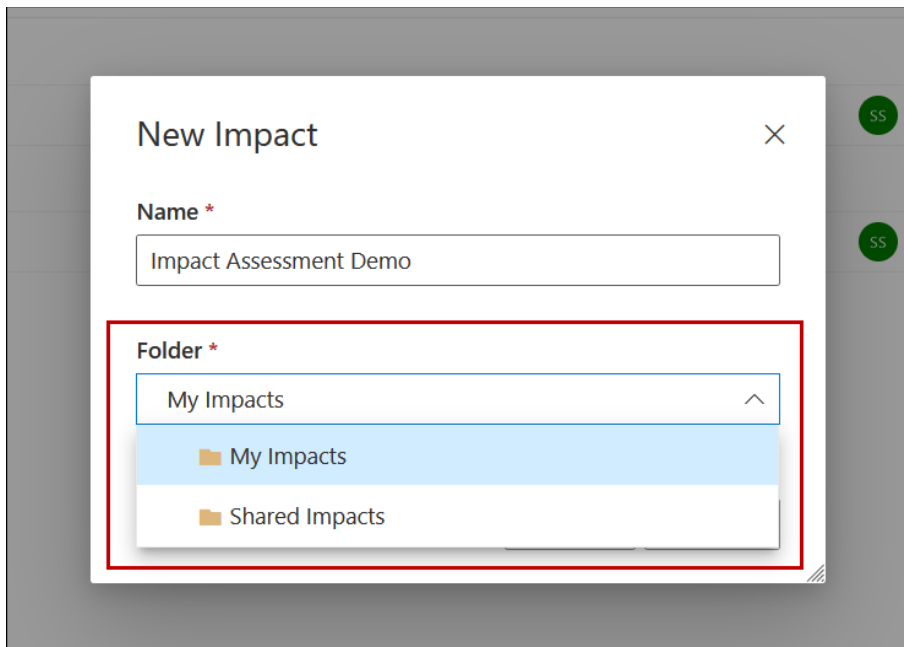 New Impact
SS
Name *
Impact Assessment Demo
SS
Folder *
My Impacts
My Impacts
Shared Impacts